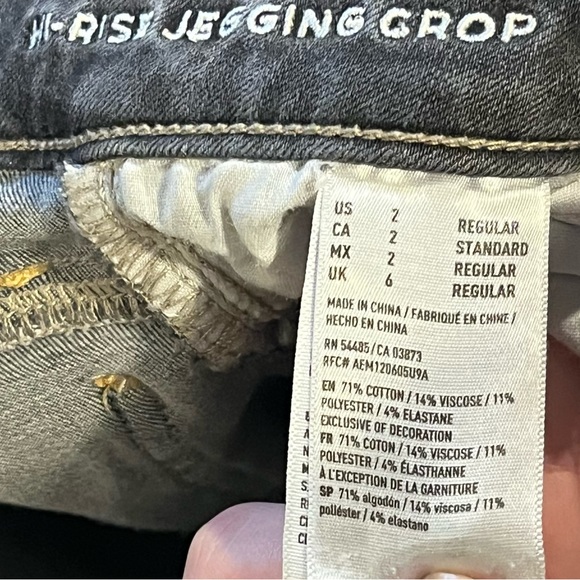 HI-RISE JEGGING CROP
US 2 REGULAR
CA 2 STANDARD
MX 2 REGULAR
UK 6 REGULAR
MADE IN CHINA / FABRIQUÉ EN CHINE /
HECHO EN CHINA
RN 54485 / CA 03873
RFC# AEM120605U9A
EN 71% COTTON / 14% VISCOSE / 11%
POLYESTER / 4% ELASTANE
EXCLUSIVE OF DECORATION
FR 71% COTON / 14% VISCOSE / 11%
POLYESTER / 4% ÉLASTHANNE
À L'EXCEPTION DE LA GARNITURE
SP 71% algodón / 14% viscosa / 11%
poliéster / 4% elastano